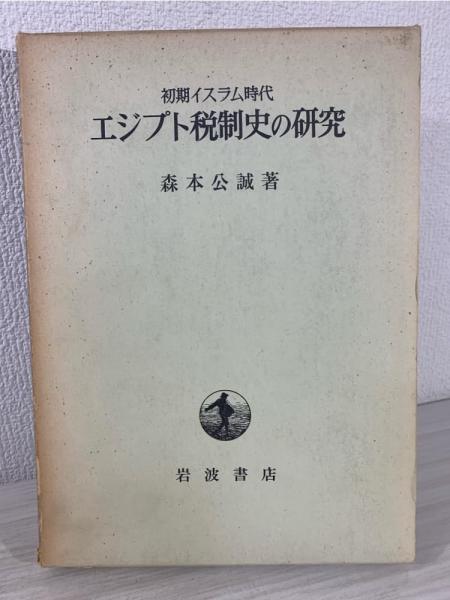 初期イスラム時代
エジプト税制史の研究
森本公誠著
岩波書店